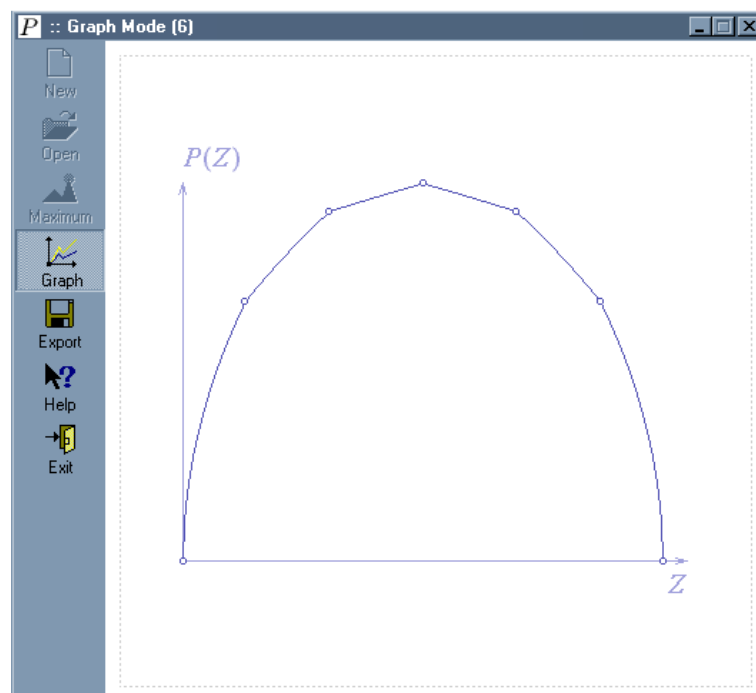 P :: Graph Mode (6)
New
Open
Maximum
Graph
Export
Help
Exit
P(Z)
Z